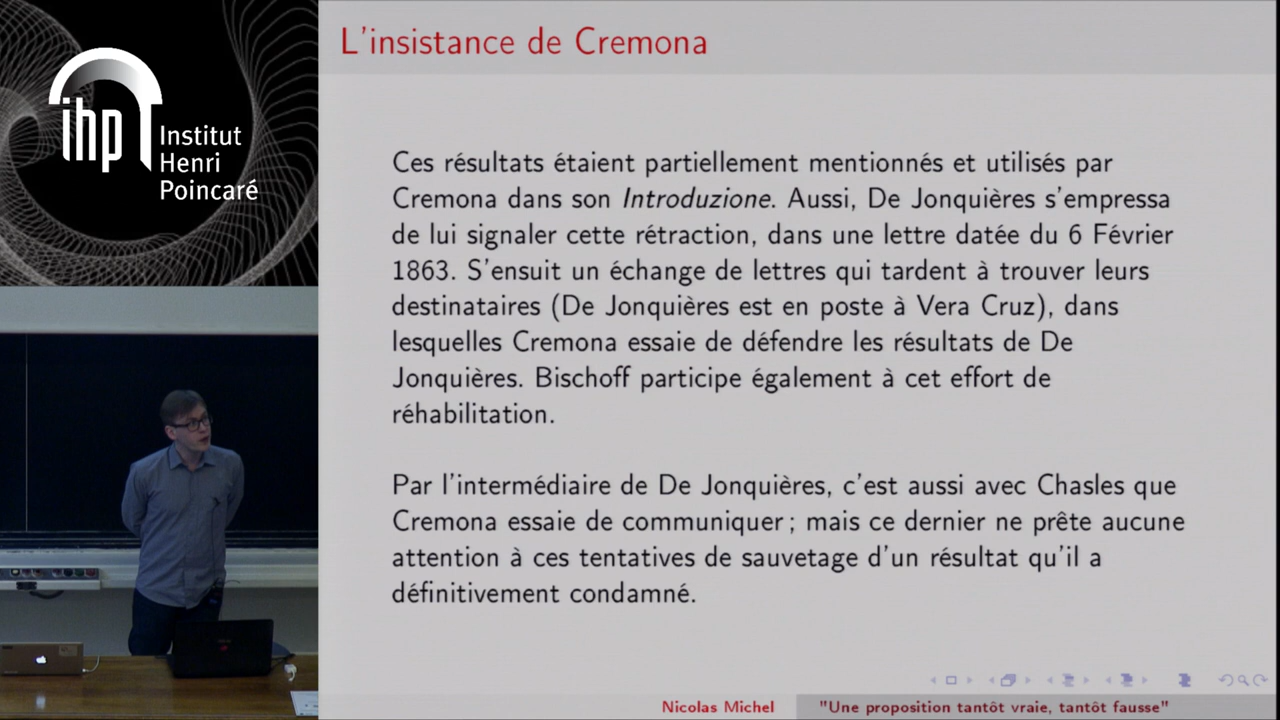 ihp
Institut
Henri
Poincaré
L'insistance de Cremona
Ces résultats étaient partiellement mentionnés et utilisés par
Cremona dans son Introduzione. Aussi, De Jonquières s'empressa
de lui signaler cette rétraction, dans une lettre datée du 6 Février
1863. S'ensuit un échange de lettres qui tardent à trouver leurs
destinataires (De Jonquières est en poste à Vera Cruz), dans
lesquelles Cremona essaie de défendre les résultats de De
Jonquières. Bischoff participe également à cet effort de
réhabilitation.
Par l'intermédiaire de De Jonquières, c'est aussi avec Chasles que
Cremona essaie de communiquer ; mais ce dernier ne prête aucune
attention à ces tentatives de sauvetage d'un résultat qu'il a
définitivement condamné.
Nicolas Michel
"Une proposition tantôt vraie, tantôt fausse"